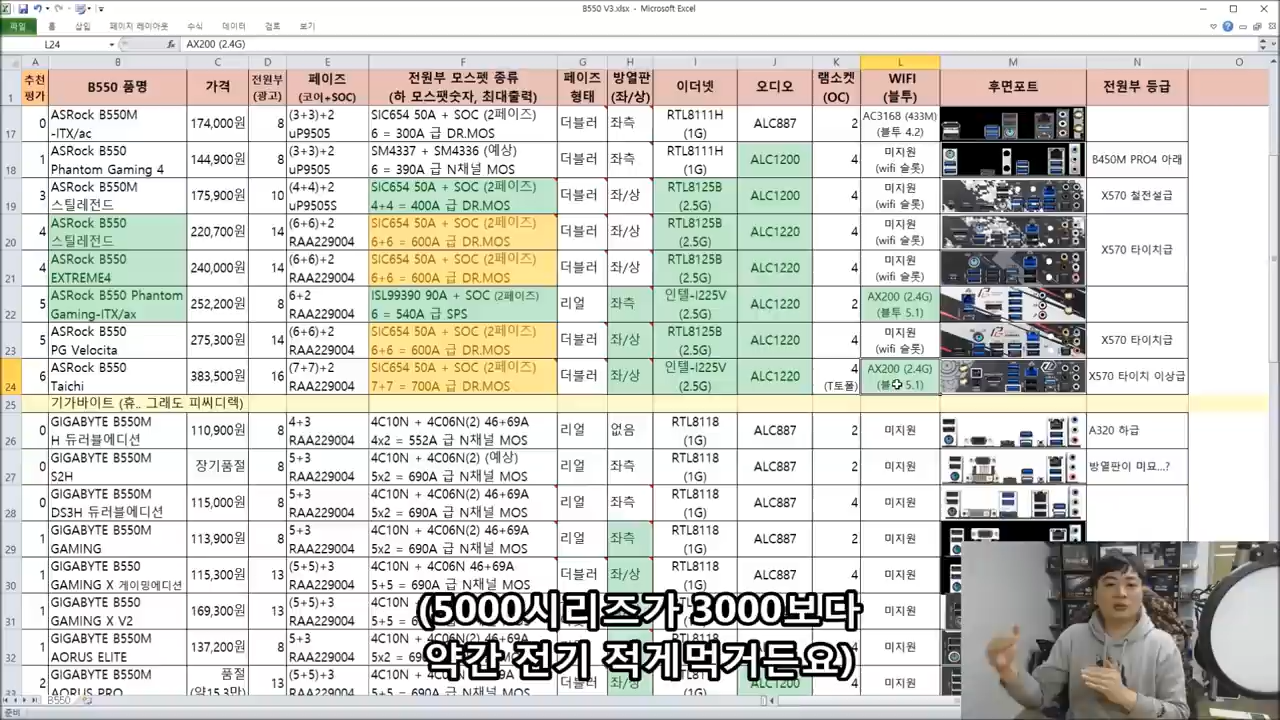 B550 V3.xlsx - Microsoft Excel
파일 홈 삽입 페이지 레이아웃 수식 데이터 검토 보기
L24 fx AX200 (2.4G)
A B C D E F G H I J K L M N O
1 추천평가 B550 품명 가격 전원부(광고) 페이즈(코어+SOC) 전원부 모스펫 종류(하 모스팻숫자, 최대출력) 페이즈형태 방열판(좌/상) 이더넷 오디오 램소켓(OC) WIFI(블투) 후면포트 전원부 등급
17 0 ASRock B550M -ITX/ac 174,000원 8 (3+3)+2 uP9505 SIC654 50A + SOC (2페이즈) 6 = 300A 급 DR.MOS 더블러 좌측 RTL8111H (1G) ALC887 2 AC3168 (433M) (블투 4.2)
18 1 ASRock B550 Phantom Gaming 4 144,900원 8 (3+3)+2 uP9505 SM4337 + SM4336 (예상) 6 = 390A 급 N채널 MOS 더블러 좌측 RTL8111H (1G) ALC1200 4 미지원 (wifi 슬롯) B450M PRO4 아래
19 3 ASRock B550M 스틸레전드 175,900원 10 (4+4)+2 uP9505S SIC654 50A + SOC (2페이즈) 4+4 = 400A 급 DR.MOS 더블러 좌/상 RTL8125B (2.5G) ALC1200 4 미지원 (wifi 슬롯) X570 철전설급
20 4 ASRock B550 스틸레전드 220,700원 14 (6+6)+2 RAA229004 SIC654 50A + SOC (2페이즈) 6+6 = 600A 급 DR.MOS 더블러 좌/상 RTL8125B (2.5G) ALC1220 4 미지원 (wifi 슬롯) X570 타이치급
21 4 ASRock B550 EXTREME4 240,000원 14 (6+6)+2 RAA229004 SIC654 50A + SOC (2페이즈) 6+6 = 600A 급 DR.MOS 더블러 좌/상 RTL8125B (2.5G) ALC1220 4 미지원 (wifi 슬롯)
22 5 ASRock B550 Phantom Gaming-ITX/ax 252,200원 8 6+2 RAA229004 ISL99390 90A + SOC (2페이즈) 6 = 540A 급 SPS 리얼 좌측 인텔-I225V (2.5G) ALC1220 2 AX200 (2.4G) (블투 5.1)
23 5 ASRock B550 PG Velocita 275,300원 14 (6+6)+2 RAA229004 SIC654 50A + SOC (2페이즈) 6+6 = 600A 급 DR.MOS 더블러 좌/상 RTL8125B (2.5G) ALC1220 4 미지원 (wifi 슬롯) X570 타이치급
24 6 ASRock B550 Taichi 383,500원 16 (7+7)+2 RAA229004 SIC654 50A + SOC (2페이즈) 7+7 = 700A 급 DR.MOS 더블러 좌/상 인텔-I225V (2.5G) ALC1220 4 (T토폴) AX200 (2.4G) (블투 5.1) X570 타이치 이상급
25 기가바이트 (휴.. 그래도 피씨디렉)
26 0 GIGABYTE B550M H 듀러블에디션 110,900원 8 4+3 RAA229004 4C10N + 4C06N(2) 46+69A 4x2 = 552A 급 N채널 MOS 리얼 없음 RTL8118 (1G) ALC887 2 미지원 A320 하급
27 0 GIGABYTE B550M S2H 장기품절 8 5+3 RAA229004 4C10N + 4C06N(2) (예상) 5x2 = 690A 급 N채널 MOS 리얼 좌측 RTL8118 (1G) ALC887 2 미지원 방열판이 미묘...?
28 0 GIGABYTE B550M DS3H 듀러블에디션 115,000원 8 5+3 RAA229004 4C10N + 4C06N(2) 46+69A 5x2 = 690A 급 N채널 MOS 리얼 좌측 RTL8118 (1G) ALC887 4 미지원
29 1 GIGABYTE B550M GAMING 113,900원 8 5+3 RAA229004 4C10N + 4C06N(2) 46+69A 5x2 = 690A 급 N채널 MOS 리얼 좌측 RTL8118 (1G) ALC887 2 미지원
30 1 GIGABYTE B550 GAMING X 게이밍에디션 115,300원 13 (5+5)+3 RAA229004 4C10N + 4C06N 46+69A 5+5 = 690A 급 N채널 MOS 더블러 좌/상 RTL8118 (1G) ALC887 4 미지원
31 1 GIGABYTE B550 GAMING X V2 169,300원 13 (5+5)+3 RAA229004 미지원
32 1 GIGABYTE B550M AORUS ELITE 137,200원 8 5+3 RAA229004 미지원
33 2 GIGABYTE B550M AORUS PRO 품절 (약15.3만) 13 (5+5)+3 더블러 좌/상 ALC1200 4 미지원
(5000시리즈가 3000보다
약간 전기 적게먹거든요)
B550
준비